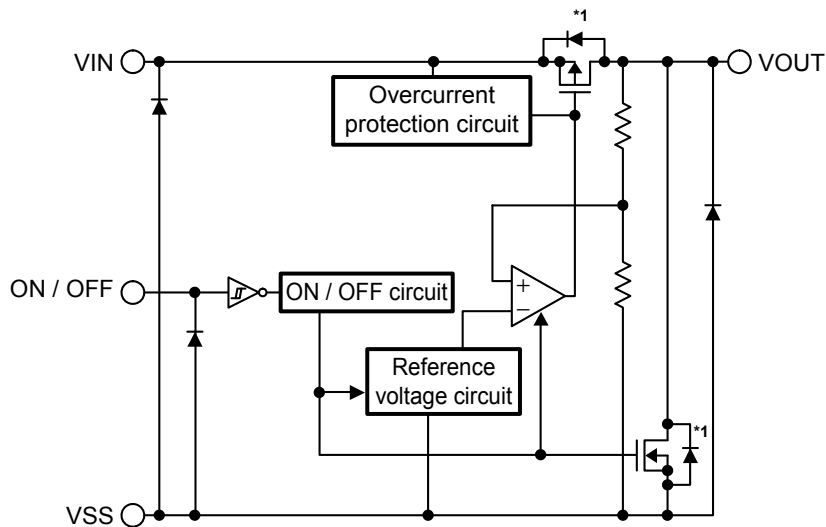 *1
VIN
VOUT
Overcurrent
protection circuit
ON / OFF
ON / OFF circuit
+
−
Reference
voltage circuit
*1
VSS